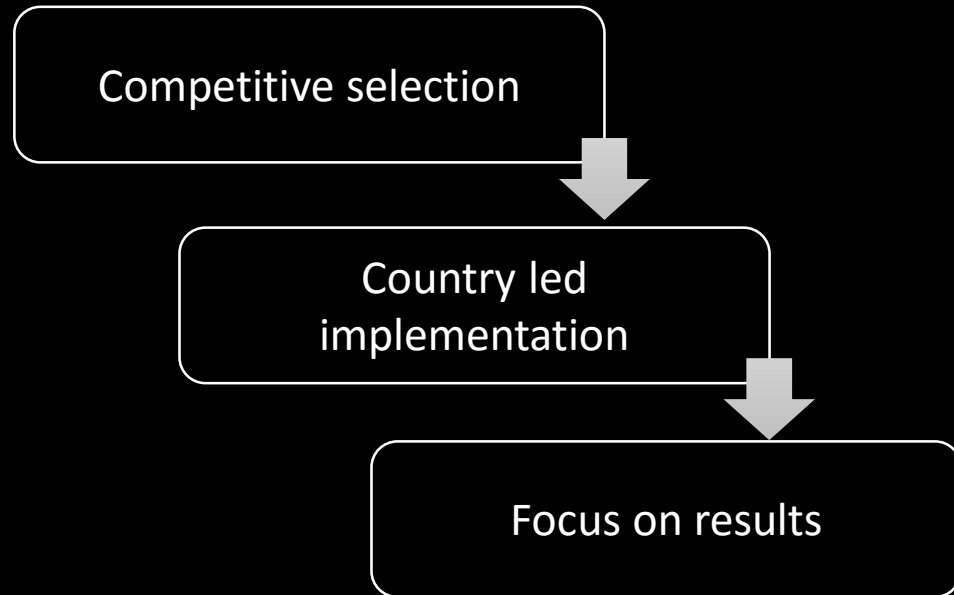 Competitive selection
Country led
implementation
Focus on results